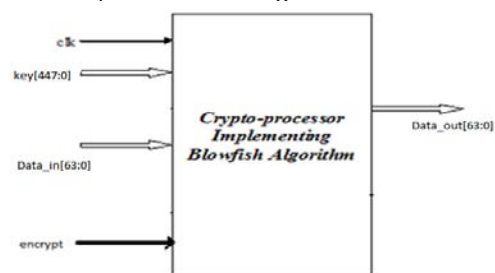 clk
key[447:0]
Crypto-processor
Implementing
Blowfish Algorithm
Data_out[63:0]
Data_in[63:0]
encrypt